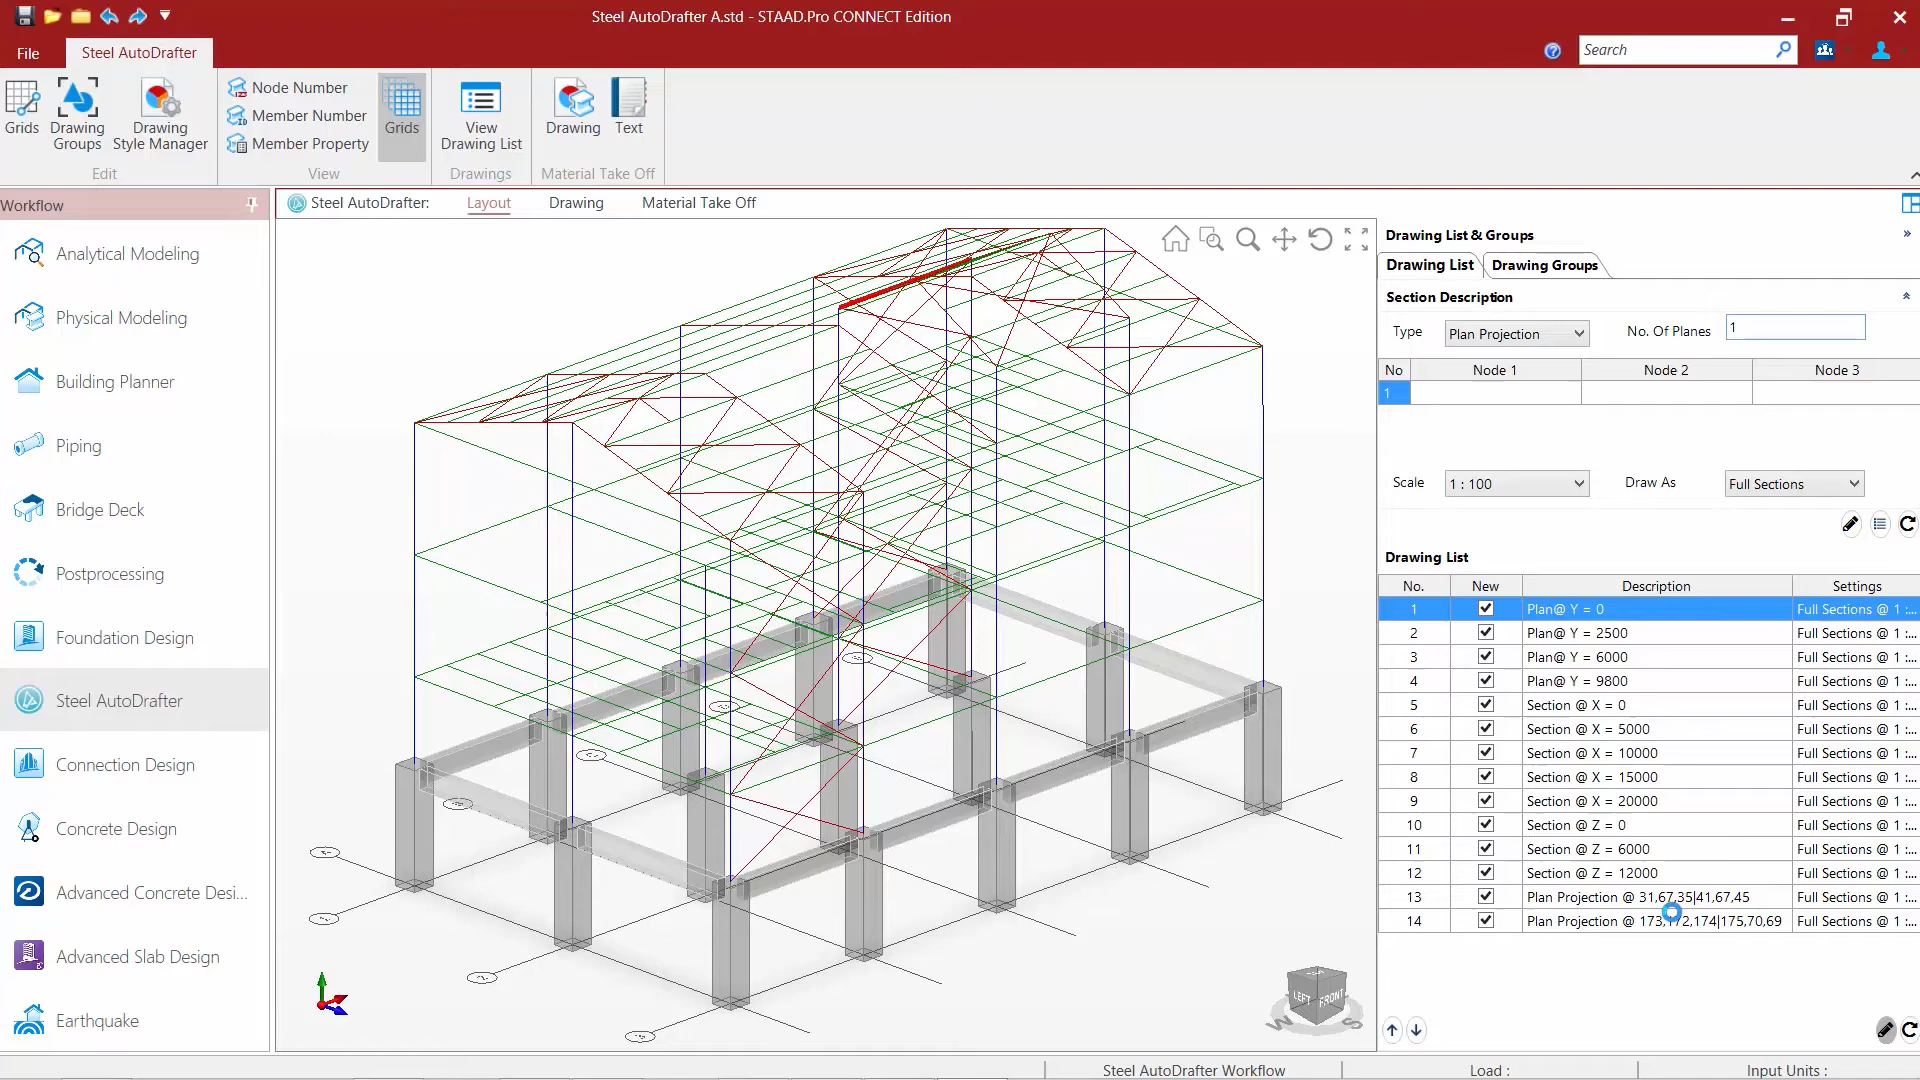 Steel AutoDrafter A.std - STAAD.Pro CONNECT Edition
File
Steel AutoDrafter
Search
Grids
Drawing Groups
Drawing Style Manager
Edit
Node Number
Member Number
Member Property
Grids
View
View Drawing List
Drawings
Drawing
Text
Material Take Off
Workflow
Analytical Modeling
Physical Modeling
Building Planner
Piping
Bridge Deck
Postprocessing
Foundation Design
Steel AutoDrafter
Connection Design
Concrete Design
Advanced Concrete Desi...
Advanced Slab Design
Earthquake
Steel AutoDrafter: Layout Drawing Material Take Off
LEFT FRONT
W S
Drawing List & Groups
Drawing List Drawing Groups
Section Description
Type Plan Projection No. Of Planes 1
No Node 1 Node 2 Node 3
1
Scale 1 : 100 Draw As Full Sections
Drawing List
No. New Description Settings
1 Plan@ Y = 0 Full Sections @ 1 :...
2 Plan@ Y = 2500 Full Sections @ 1 :...
3 Plan@ Y = 6000 Full Sections @ 1 :...
4 Plan@ Y = 9800 Full Sections @ 1 :...
5 Section @ X = 0 Full Sections @ 1 :...
6 Section @ X = 5000 Full Sections @ 1 :...
7 Section @ X = 10000 Full Sections @ 1 :...
8 Section @ X = 15000 Full Sections @ 1 :...
9 Section @ X = 20000 Full Sections @ 1 :...
10 Section @ Z = 0 Full Sections @ 1 :...
11 Section @ Z = 6000 Full Sections @ 1 :...
12 Section @ Z = 12000 Full Sections @ 1 :...
13 Plan Projection @ 31,67,35|41,67,45 Full Sections @ 1 :...
14 Plan Projection @ 173,172,174|175,70,69 Full Sections @ 1 :...
Steel AutoDrafter Workflow Load : Input Units :